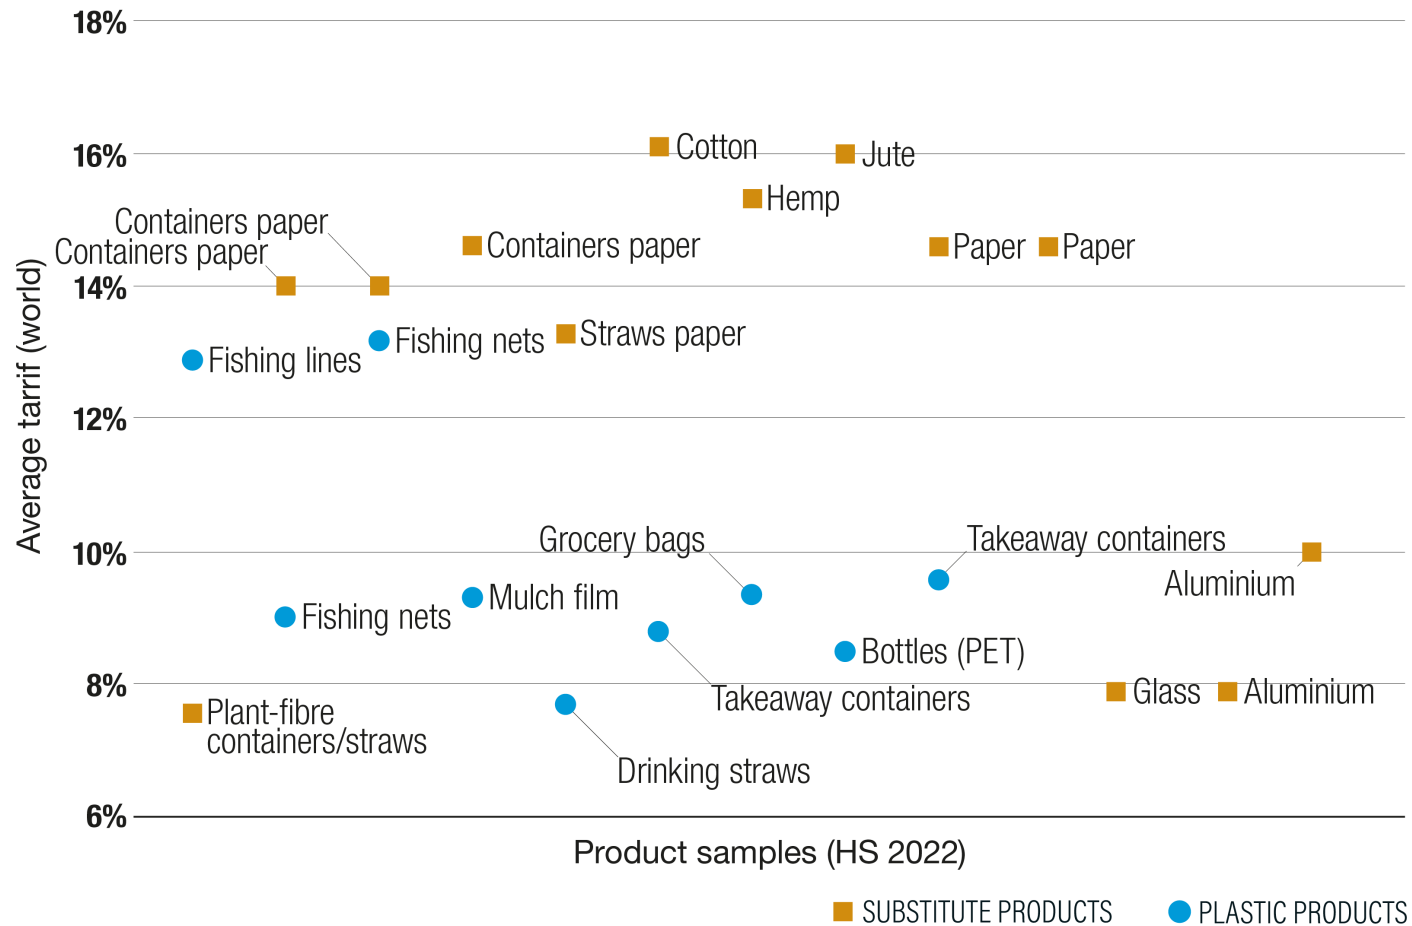 18%
16%
14%
12%
10%
8%
6%
Average tarrif (world)
Cotton
Jute
Hemp
Containers paper
Containers paper
Containers paper
Paper
Paper
Straws paper
Fishing nets
Fishing lines
Grocery bags
Takeaway containers
Aluminium
Mulch film
Fishing nets
Bottles (PET)
Takeaway containers
Glass
Aluminium
Plant-fibre
containers/straws
Drinking straws
Product samples (HS 2022)
SUBSTITUTE PRODUCTS
PLASTIC PRODUCTS